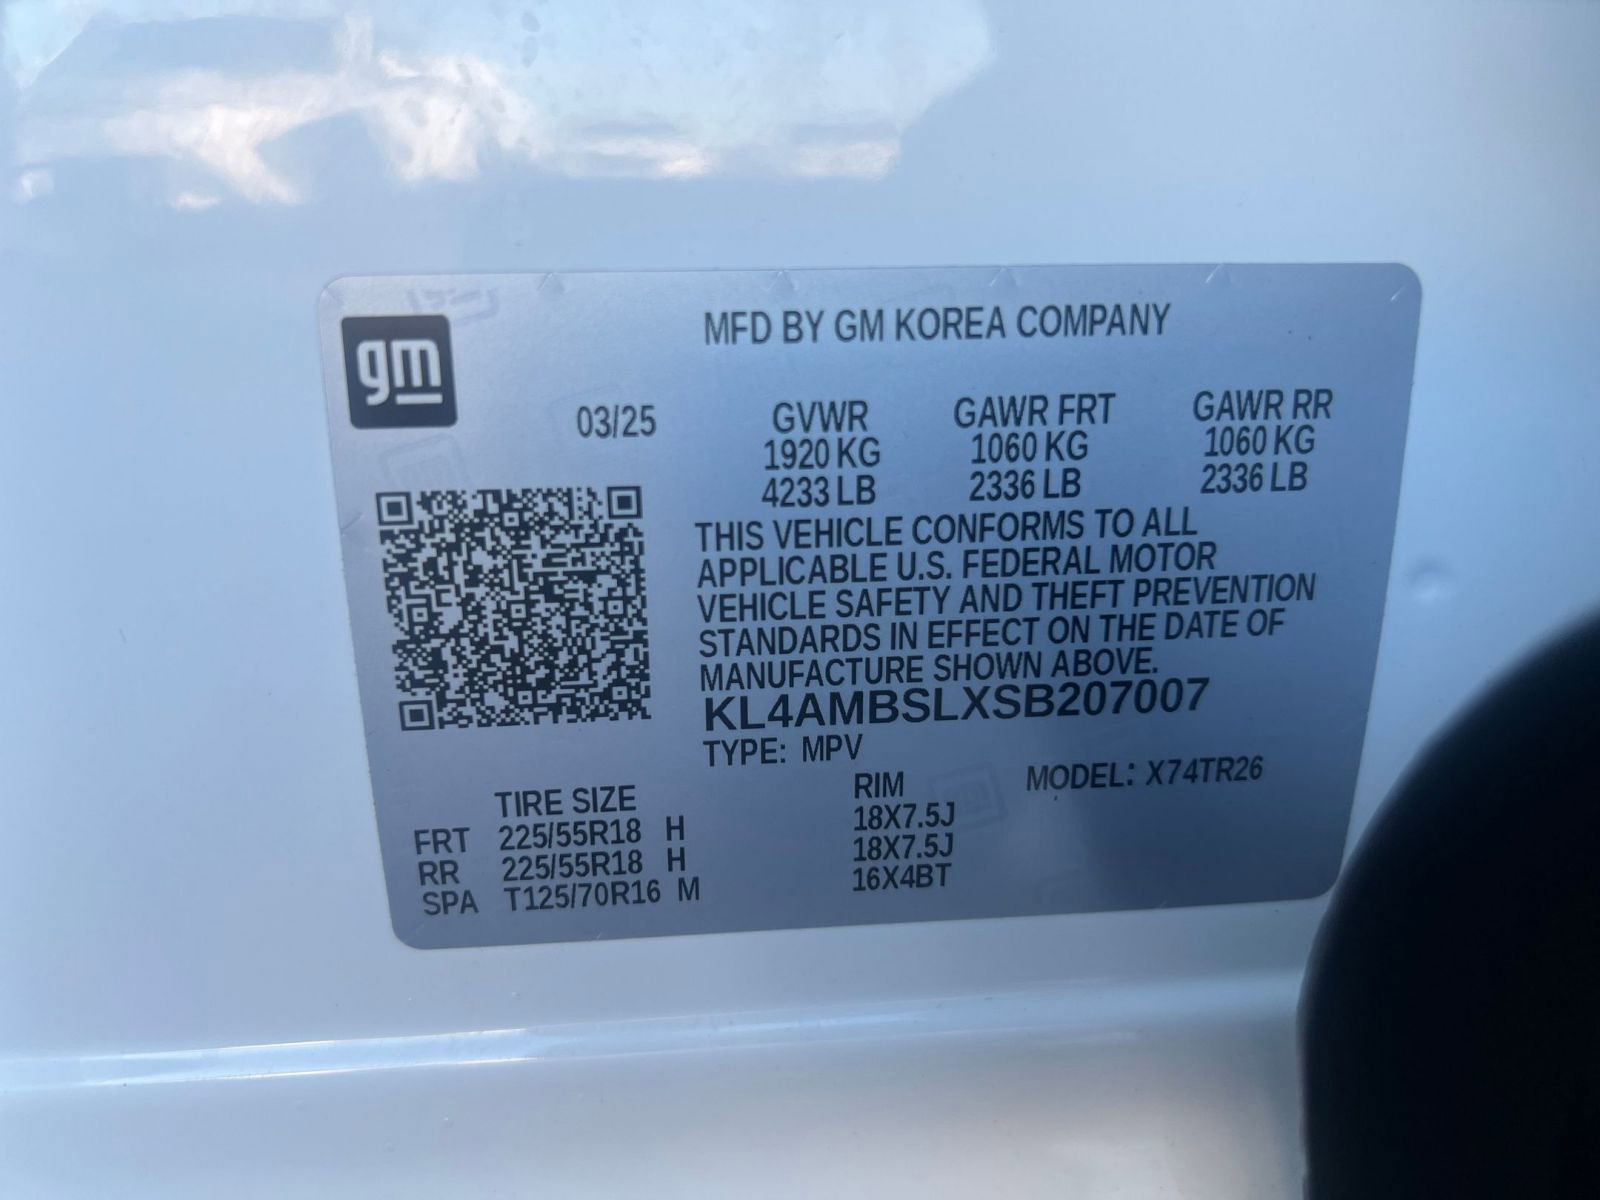 gm
MFD BY GM KOREA COMPANY
03/25
GVWR GAWR FRT GAWR RR
1920 KG 1060 KG 1060 KG
4233 LB 2336 LB 2336 LB
THIS VEHICLE CONFORMS TO ALL
APPLICABLE U.S. FEDERAL MOTOR
VEHICLE SAFETY AND THEFT PREVENTION
STANDARDS IN EFFECT ON THE DATE OF
MANUFACTURE SHOWN ABOVE.
KL4AMBSLXSB207007
TYPE: MPV
MODEL: X74TR26
TIRE SIZE RIM
FRT 225/55R18 H 18X7.5J
RR 225/55R18 H 18X7.5J
SPA T125/70R16 M 16X4BT